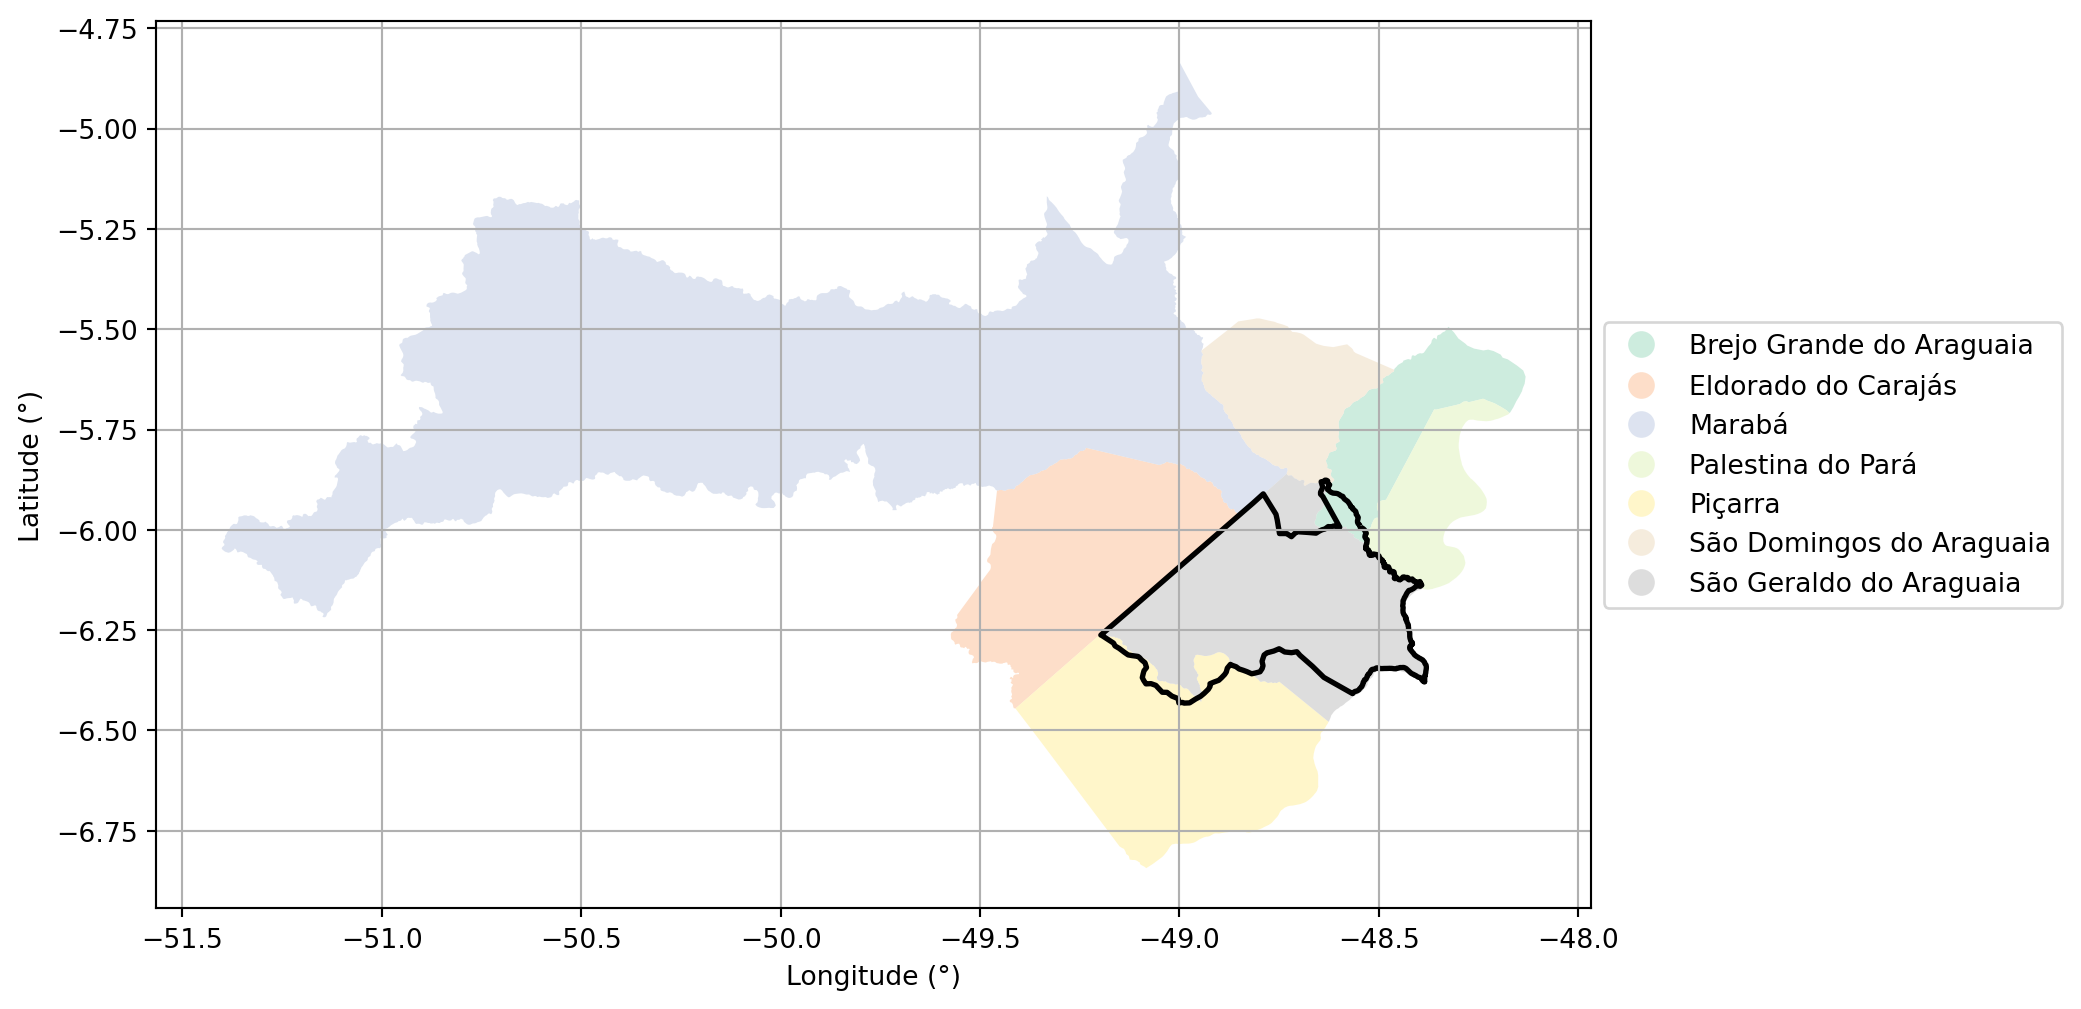 −4.75
−5.00
−5.25
−5.50
−5.75
−6.00
−6.25
−6.50
−6.75
Latitude (°)
−51.5 −51.0 −50.5 −50.0 −49.5 −49.0 −48.5 −48.0
Longitude (°)
Brejo Grande do Araguaia
Eldorado do Carajás
Marabá
Palestina do Pará
Piçarra
São Domingos do Araguaia
São Geraldo do Araguaia